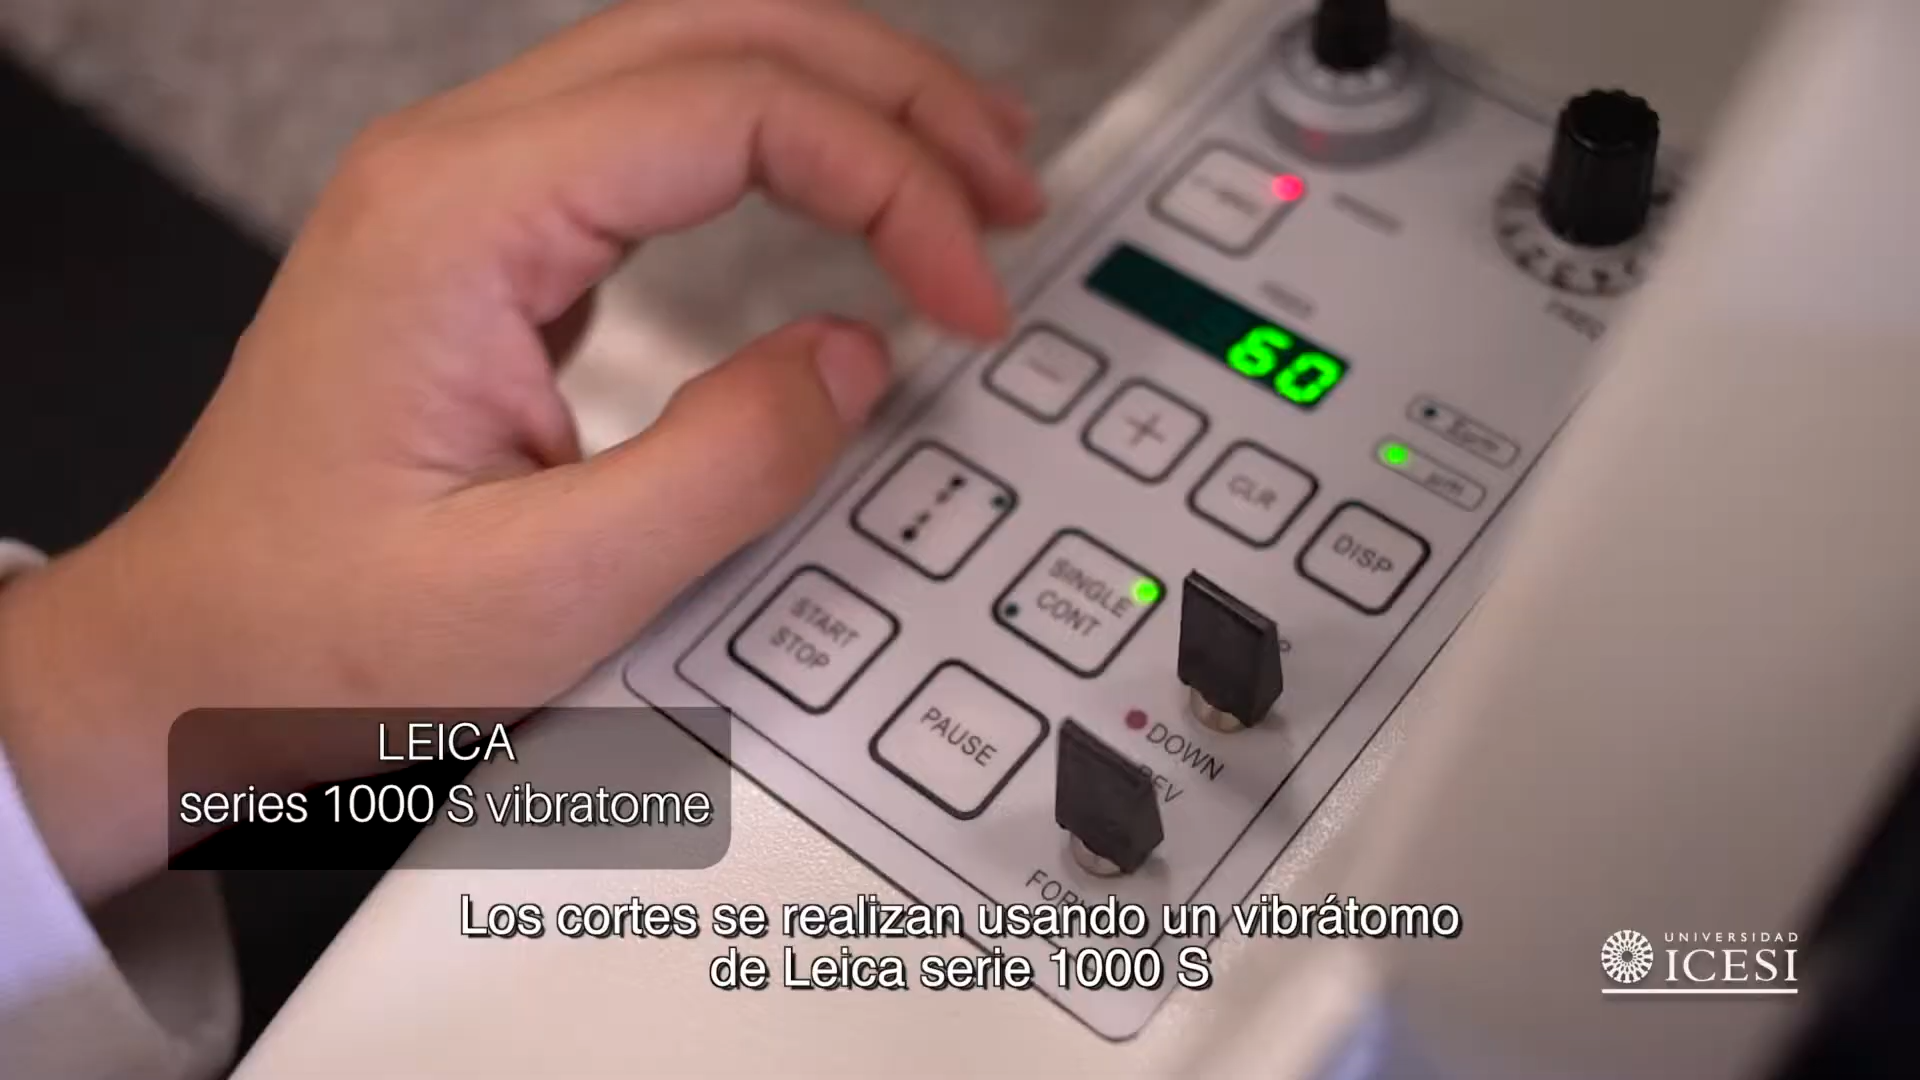 60
CLR
DISP
µm
SINGLE
CONT
START
STOP
PAUSE
DOWN
LEICA
series 1000 S vibratome
Los cortes se realizan usando un vibrátomo
de Leica serie 1000 S
UNIVERSIDAD
ICESI